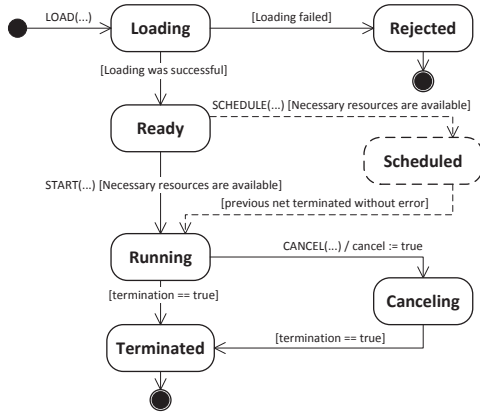 LOAD(...)
Loading
[Loading failed]
Rejected
[Loading was successful]
SCHEDULE(...) [Necessary resources are available]
Ready
Scheduled
START(...) [Necessary resources are available]
[previous net terminated without error]
Running
CANCEL(...) / cancel := true
[termination == true]
Canceling
Terminated
[termination == true]